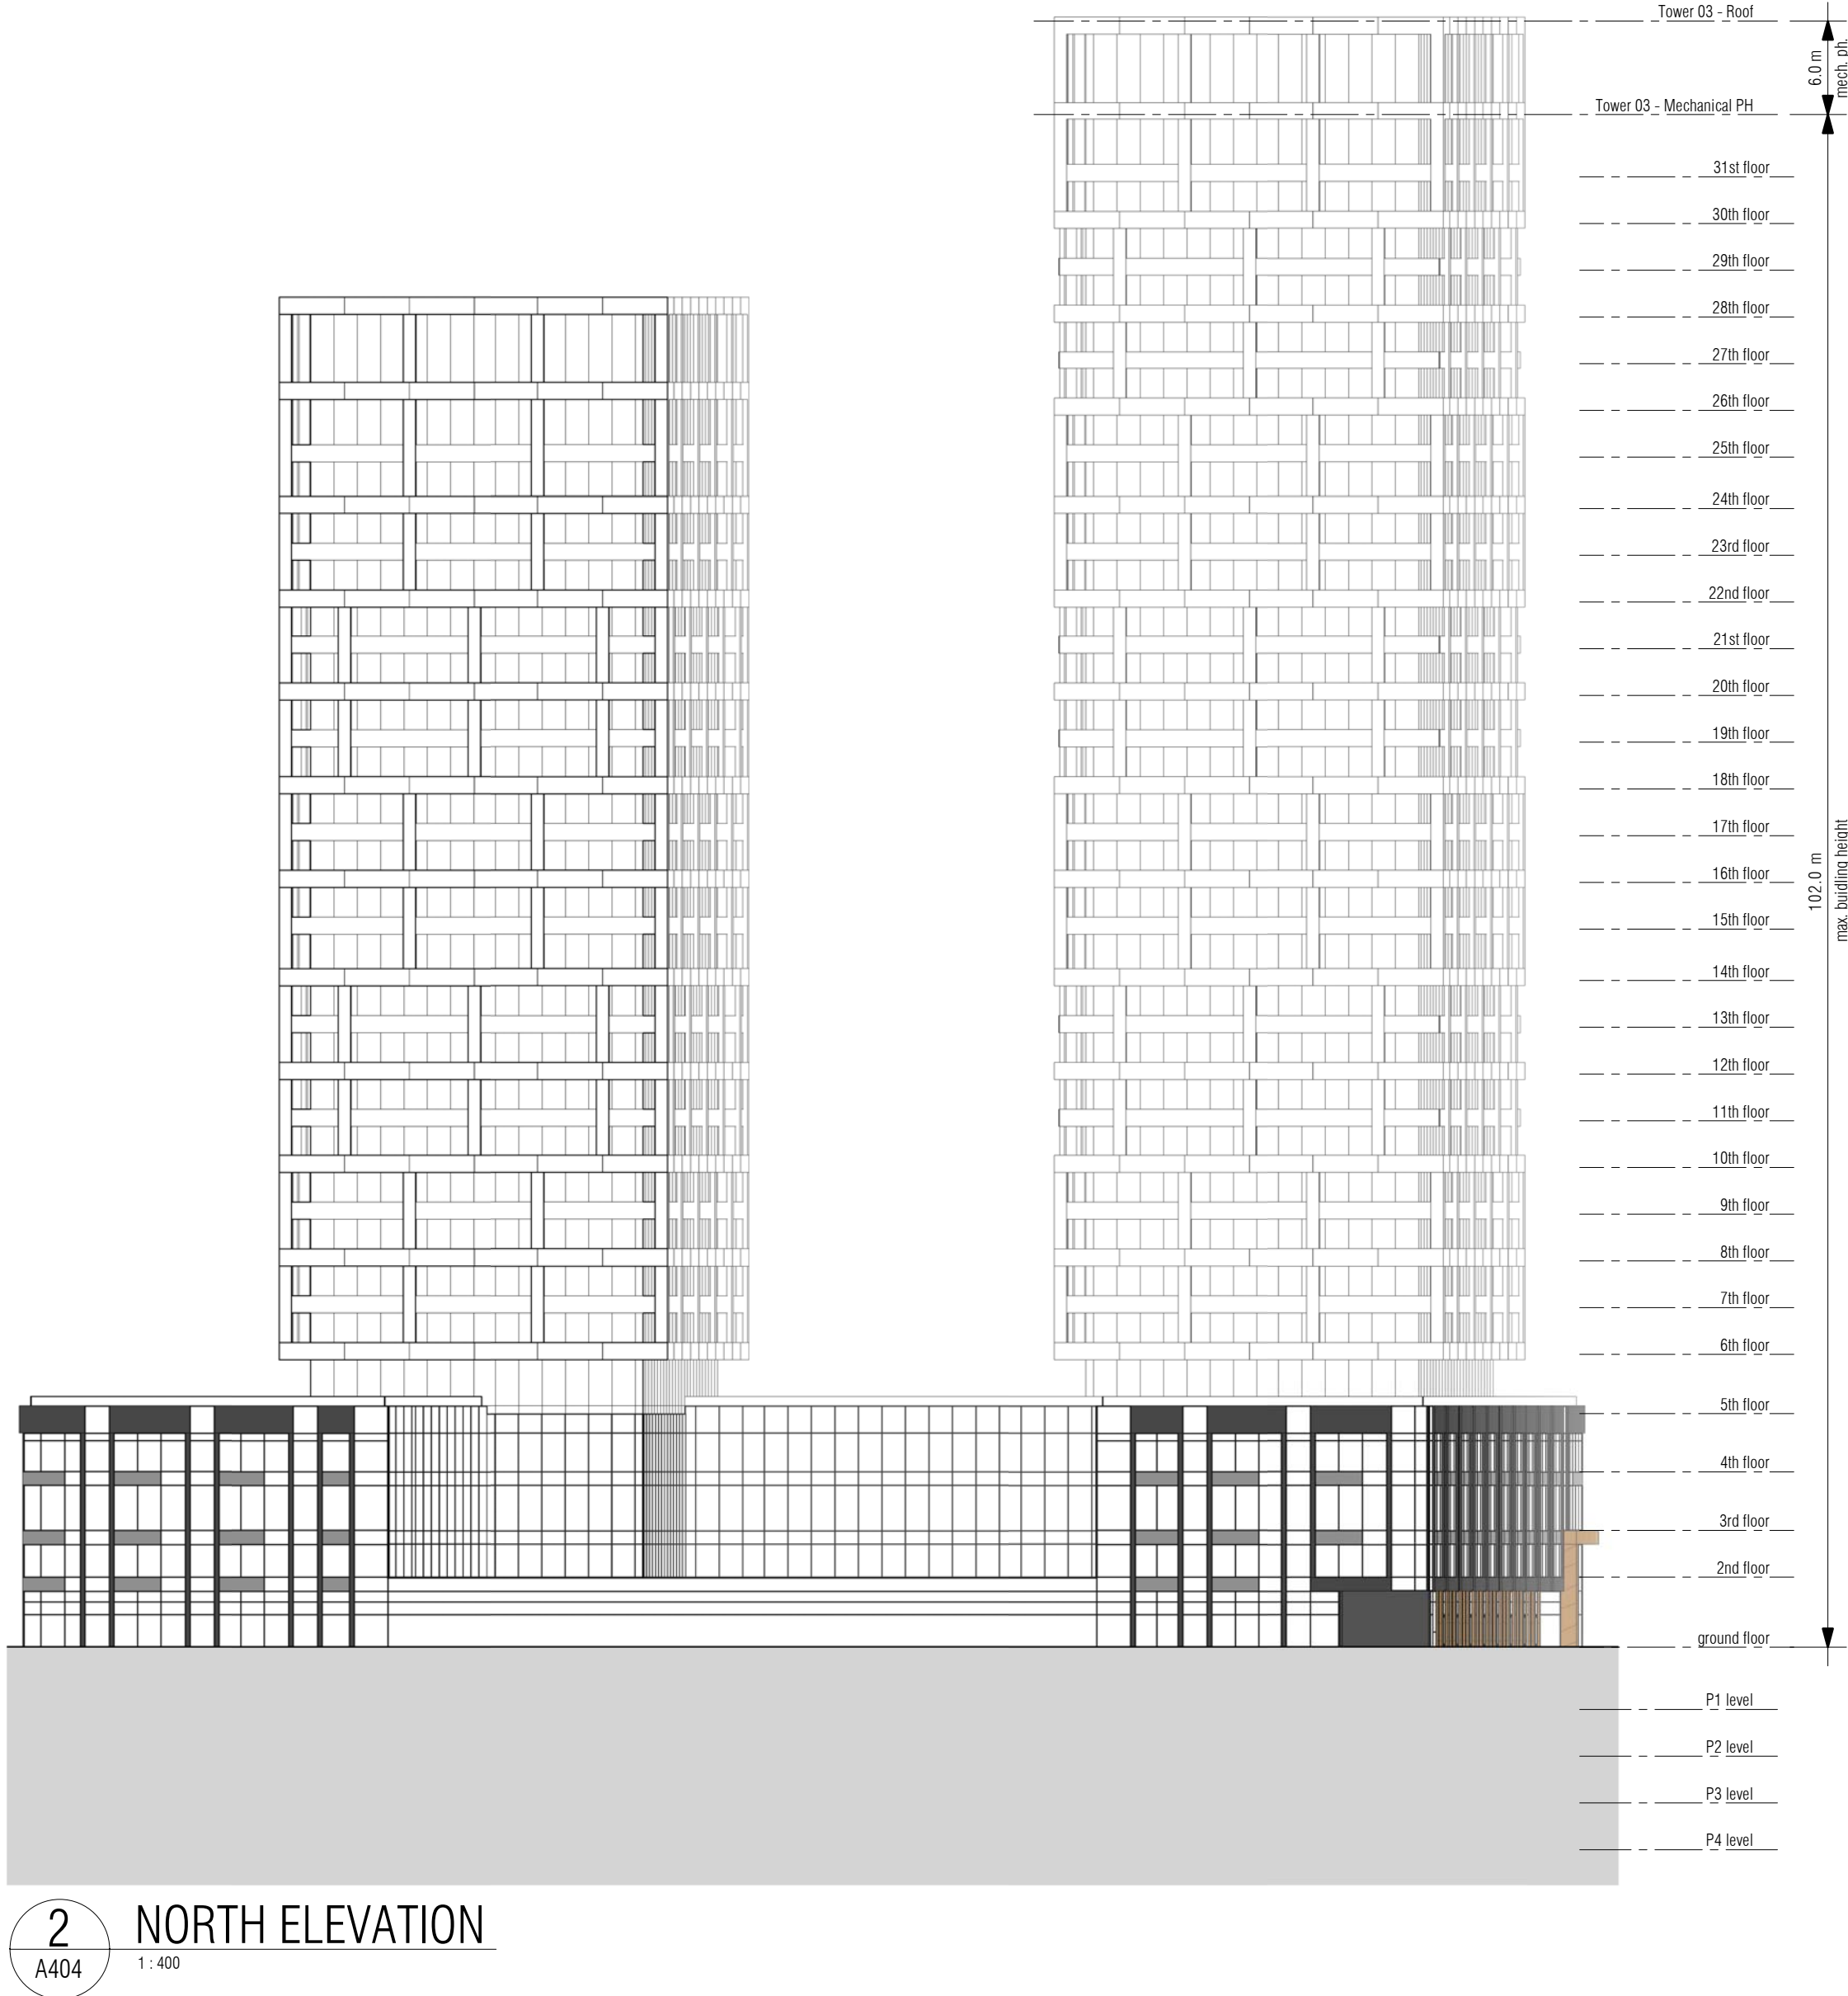 Tower 03 - Roof
6.0 m
mech. ph.
Tower 03 - Mechanical PH
31st floor
30th floor
29th floor
28th floor
27th floor
26th floor
25th floor
24th floor
23rd floor
22nd floor
21st floor
20th floor
19th floor
18th floor
17th floor
102.0 m
max. buidling height
16th floor
15th floor
14th floor
13th floor
12th floor
11th floor
10th floor
9th floor
8th floor
7th floor
6th floor
5th floor
4th floor
3rd floor
2nd floor
ground floor
P1 level
P2 level
P3 level
P4 level
2
A404
NORTH ELEVATION
1 : 400